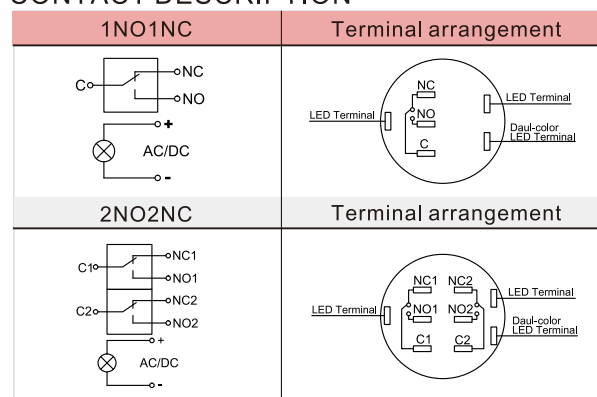 CONTACT DESCRIPTION
1NO1NC
Terminal arrangement
C
NC
NO
+
AC/DC
-
NC
NO
C
LED Terminal
LED Terminal
Daul-color
LED Terminal
2NO2NC
Terminal arrangement
C1
NC1
NO1
C2
NC2
NO2
+
AC/DC
-
NC1 NC2
NO1 NO2
C1 C2
LED Terminal
LED Terminal
Daul-color
LED Terminal